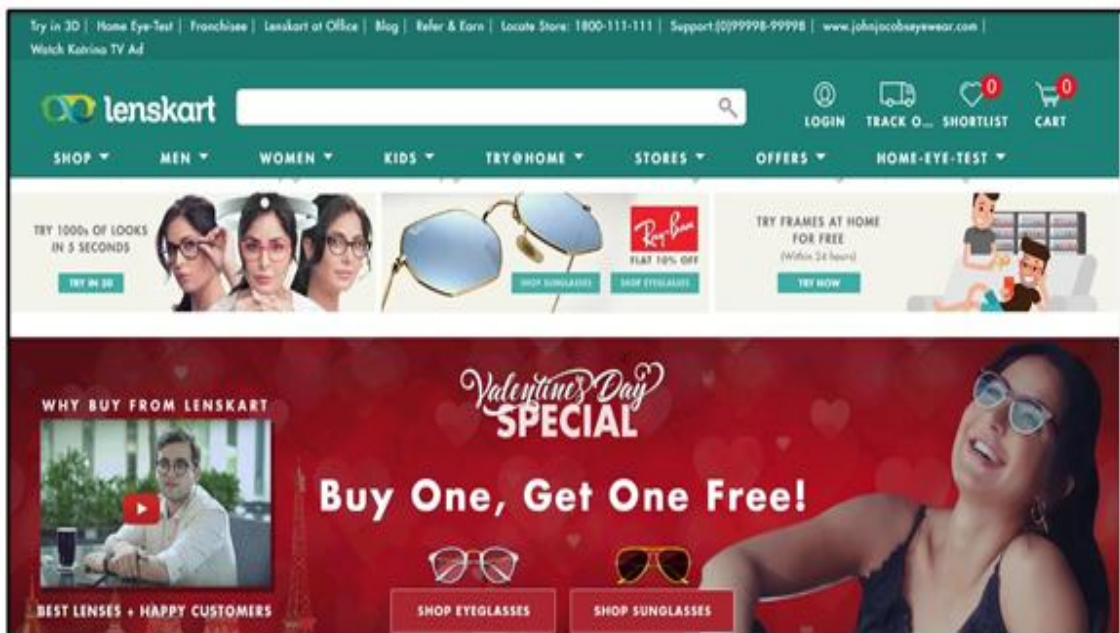 Try in 3D | Home Eye-Test | Franchisee | Lenskart at Office | Blog | Refer & Earn | Locate Store: 1800-111-111 | Support:(0)99998-99998 | www.johnjacobseyewear.com |
Watch Katrina TV Ad
lenskart
LOGIN
TRACK O...
0
SHORTLIST
0
CART
SHOP MEN WOMEN KIDS TRY@HOME STORES OFFERS HOME-EYE-TEST
TRY 1000s OF LOOKS
IN 5 SECONDS
TRY IN 3D
Ray-Ban
FLAT 10% OFF
SHOP SUNGLASSES SHOP EYEGLASSES
TRY FRAMES AT HOME
FOR FREE
(Within 24 hours)
TRY NOW
WHY BUY FROM LENSKART
BEST LENSES + HAPPY CUSTOMERS
Valentine's Day
SPECIAL
Buy One, Get One Free!
SHOP EYEGLASSES SHOP SUNGLASSES